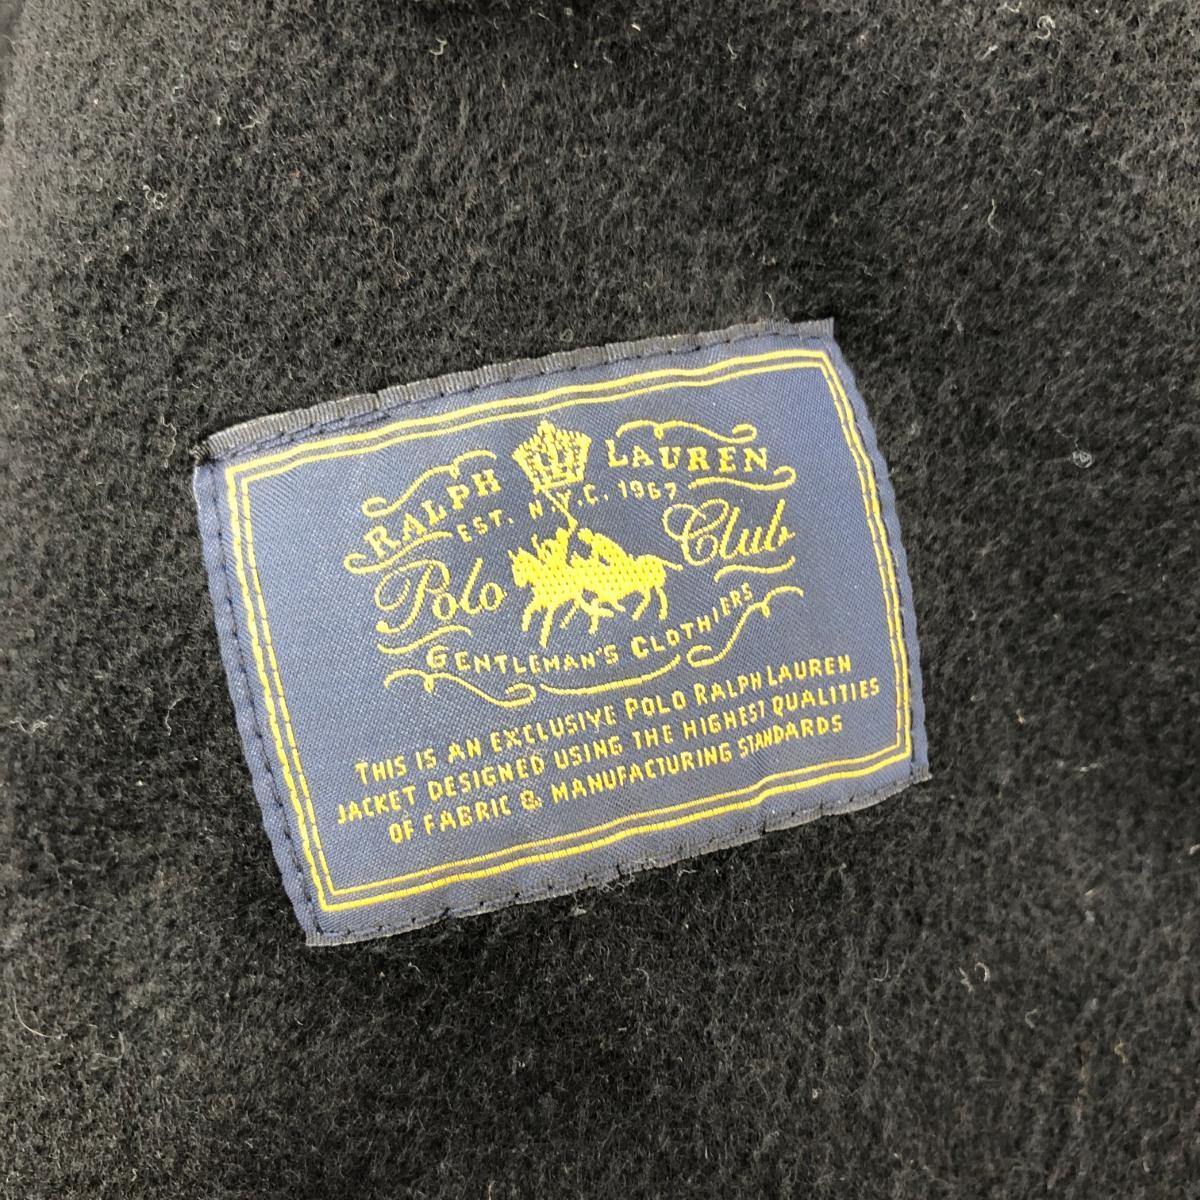 RALPH LAUREN
EST. N.Y.C. 1967
Polo Club
GENTLEMAN'S CLOTHIERS
THIS IS AN EXCLUSIVE POLO RALPH LAUREN
JACKET DESIGNED USING THE HIGHEST QUALITIES
OF FABRIC & MANUFACTURING STANDARDS